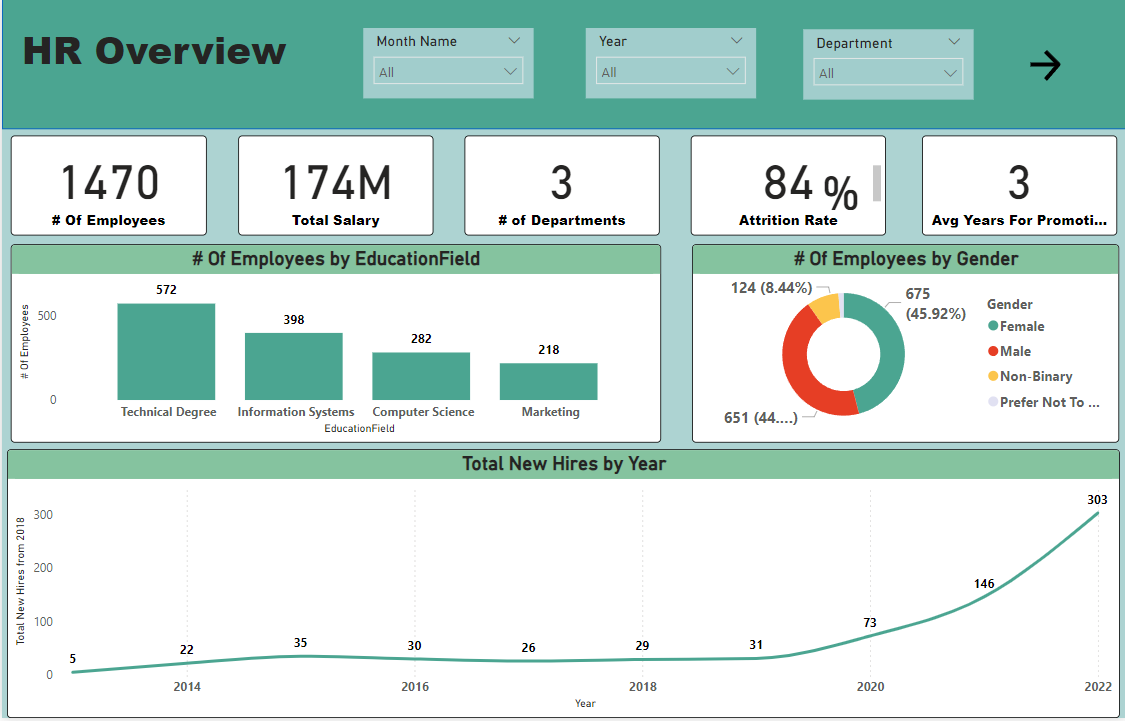 HR Overview
Month Name
All
Year
All
Department
All
1470
# Of Employees
174M
Total Salary
3
# of Departments
84 %
Attrition Rate
3
Avg Years For Promoti...
# Of Employees by EducationField
# Of Employees
500
0
572
398
282
218
Technical Degree
Information Systems
Computer Science
Marketing
EducationField
# Of Employees by Gender
124 (8.44%)
675
(45.92%)
651 (44....)
Gender
Female
Male
Non-Binary
Prefer Not To ...
Total New Hires by Year
Total New Hires from 2018
300
200
100
0
5
22
35
30
26
29
31
73
146
303
2014
2016
2018
2020
2022
Year